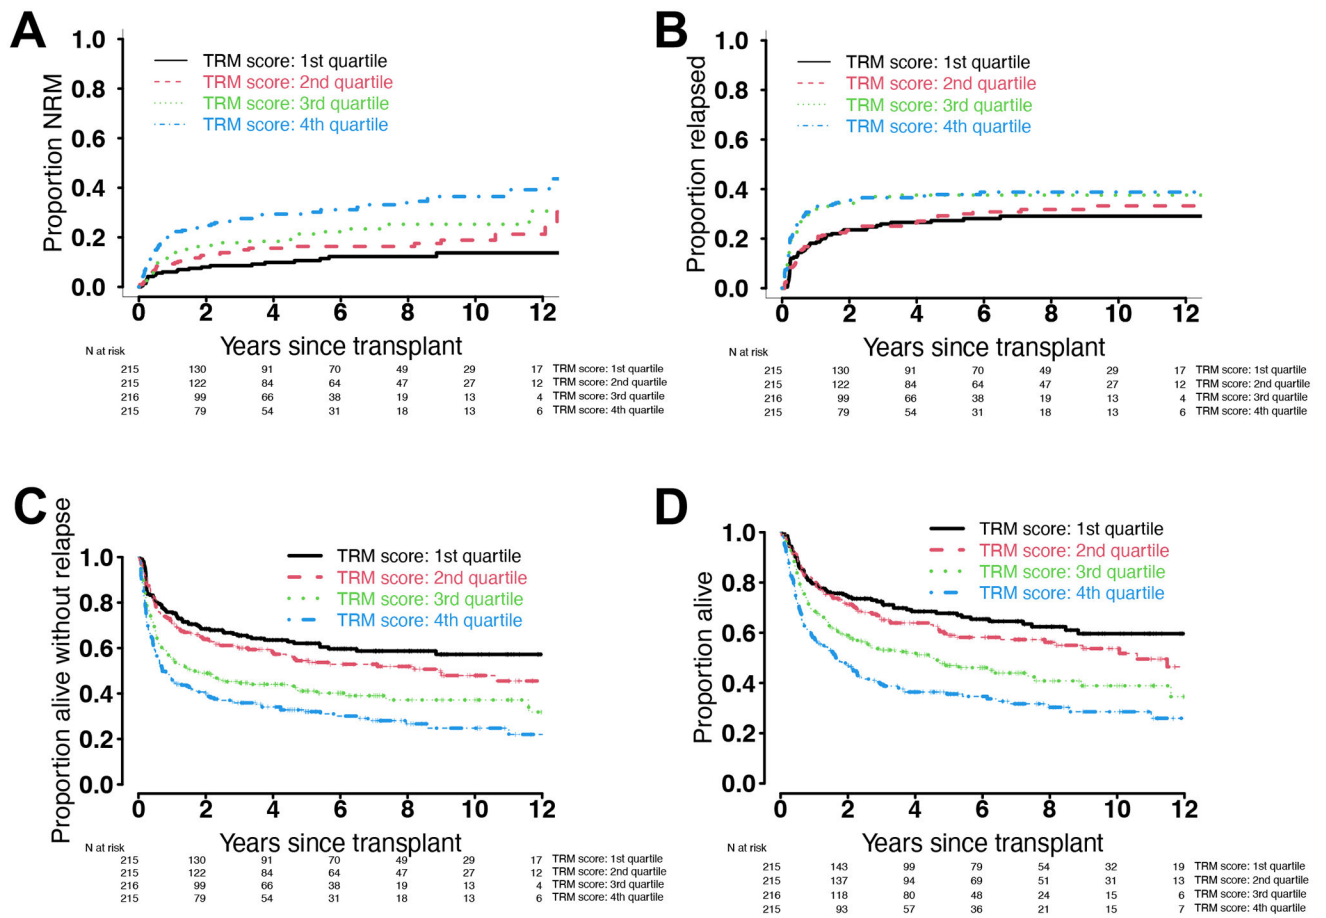 A
Proportion NRM
1.0
0.8
0.6
0.4
0.2
0.0
TRM score: 1st quartile
TRM score: 2nd quartile
TRM score: 3rd quartile
TRM score: 4th quartile
0 2 4 6 8 10 12
Years since transplant
N at risk
215 130 91 70 49 29 17 TRM score: 1st quartile
215 122 84 64 47 27 12 TRM score: 2nd quartile
216 99 66 38 19 13 4 TRM score: 3rd quartile
215 79 54 31 18 13 6 TRM score: 4th quartile
B
Proportion relapsed
1.0
0.8
0.6
0.4
0.2
0.0
TRM score: 1st quartile
TRM score: 2nd quartile
TRM score: 3rd quartile
TRM score: 4th quartile
0 2 4 6 8 10 12
Years since transplant
N at risk
215 130 91 70 49 29 17 TRM score: 1st quartile
215 122 84 64 47 27 12 TRM score: 2nd quartile
216 99 66 38 19 13 4 TRM score: 3rd quartile
215 79 54 31 18 13 6 TRM score: 4th quartile
C
Proportion alive without relapse
1.0
0.8
0.6
0.4
0.2
0.0
TRM score: 1st quartile
TRM score: 2nd quartile
TRM score: 3rd quartile
TRM score: 4th quartile
0 2 4 6 8 10 12
Years since transplant
N at risk
215 130 91 70 49 29 17 TRM score: 1st quartile
215 122 84 64 47 27 12 TRM score: 2nd quartile
216 99 66 38 19 13 4 TRM score: 3rd quartile
215 79 54 31 18 13 6 TRM score: 4th quartile
D
Proportion alive
1.0
0.8
0.6
0.4
0.2
0.0
TRM score: 1st quartile
TRM score: 2nd quartile
TRM score: 3rd quartile
TRM score: 4th quartile
0 2 4 6 8 10 12
Years since transplant
N at risk
215 143 99 79 54 32 19 TRM score: 1st quartile
215 137 94 69 51 31 13 TRM score: 2nd quartile
216 118 80 48 24 15 6 TRM score: 3rd quartile
215 93 57 36 21 15 7 TRM score: 4th quartile